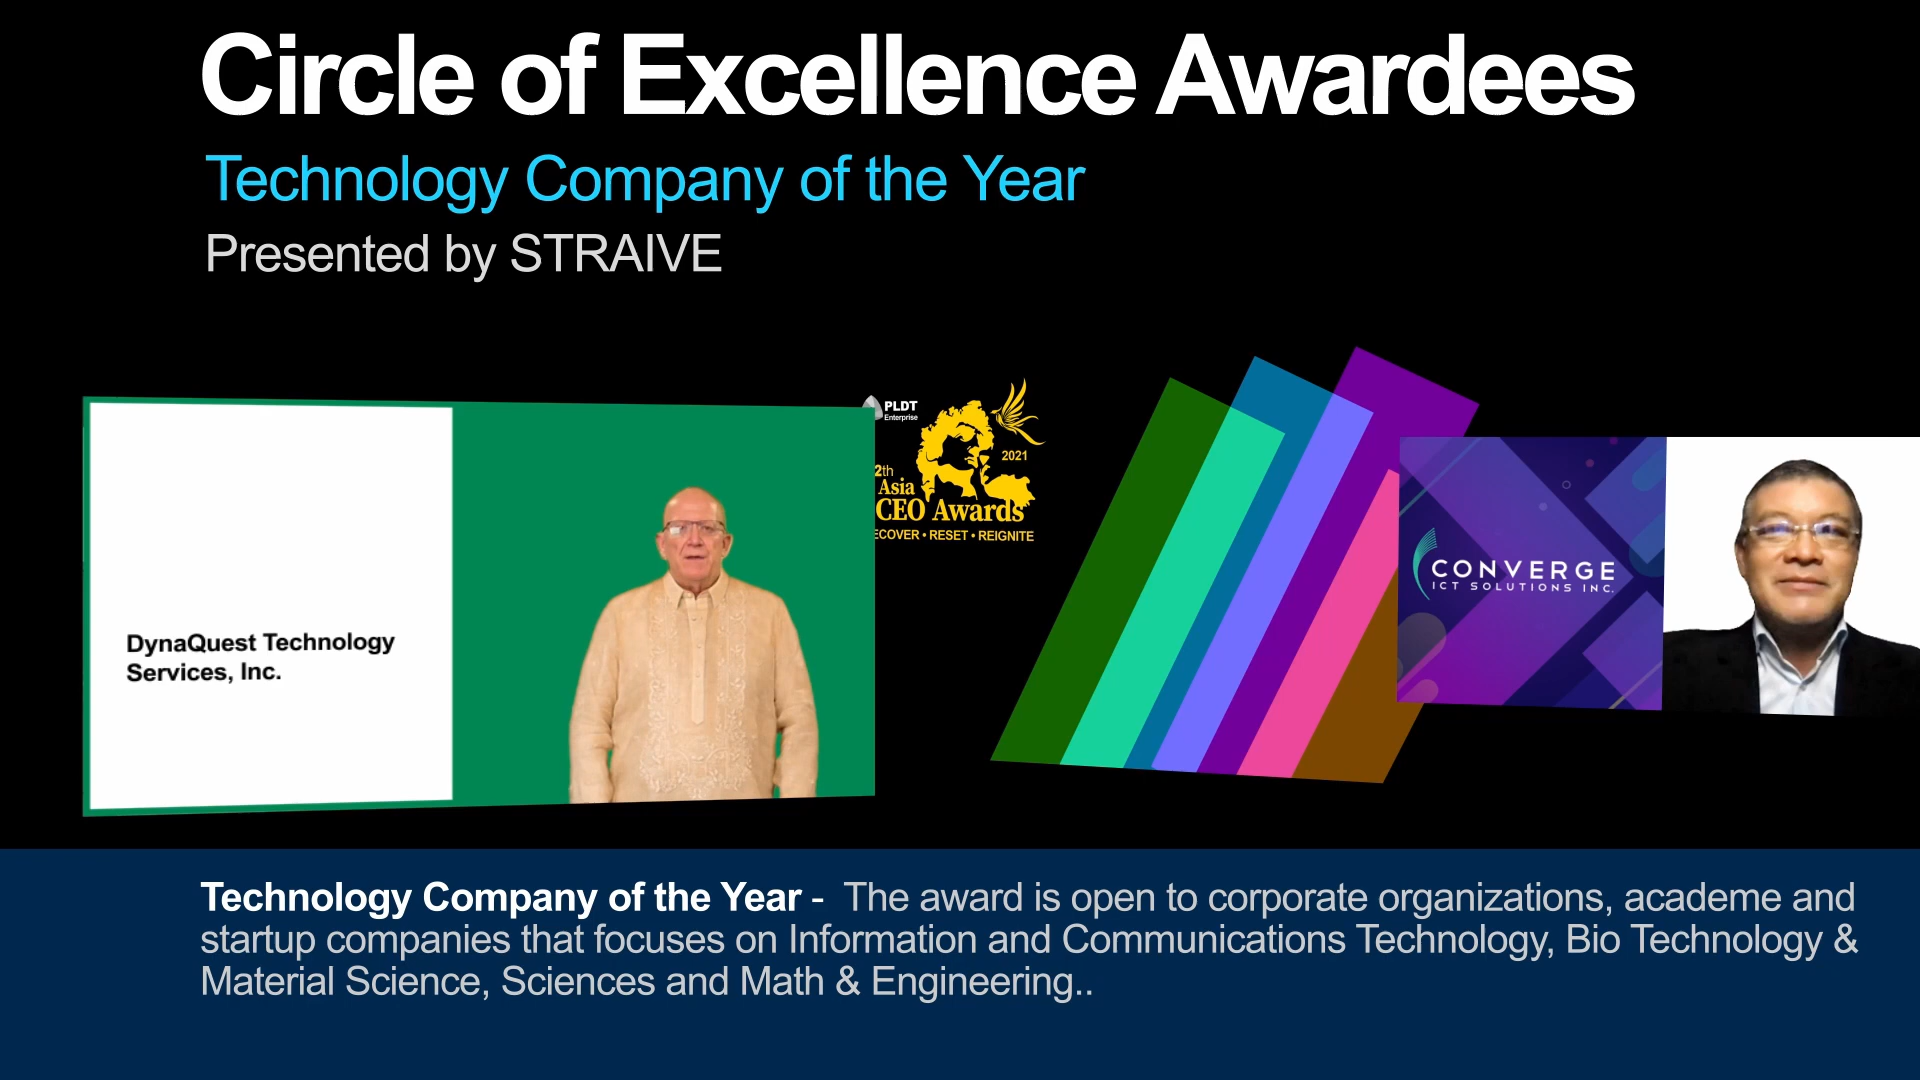 Circle of Excellence Awardees
Technology Company of the Year
Presented by STRAIVE
PLDT
Enterprise
2021
2th
Asia
CEO Awards
ECOVER • RESET • REIGNITE
DynaQuest Technology
Services, Inc.
CONVERGE
ICT SOLUTIONS INC.
Technology Company of the Year - The award is open to corporate organizations, academe and
startup companies that focuses on Information and Communications Technology, Bio Technology &
Material Science, Sciences and Math & Engineering..